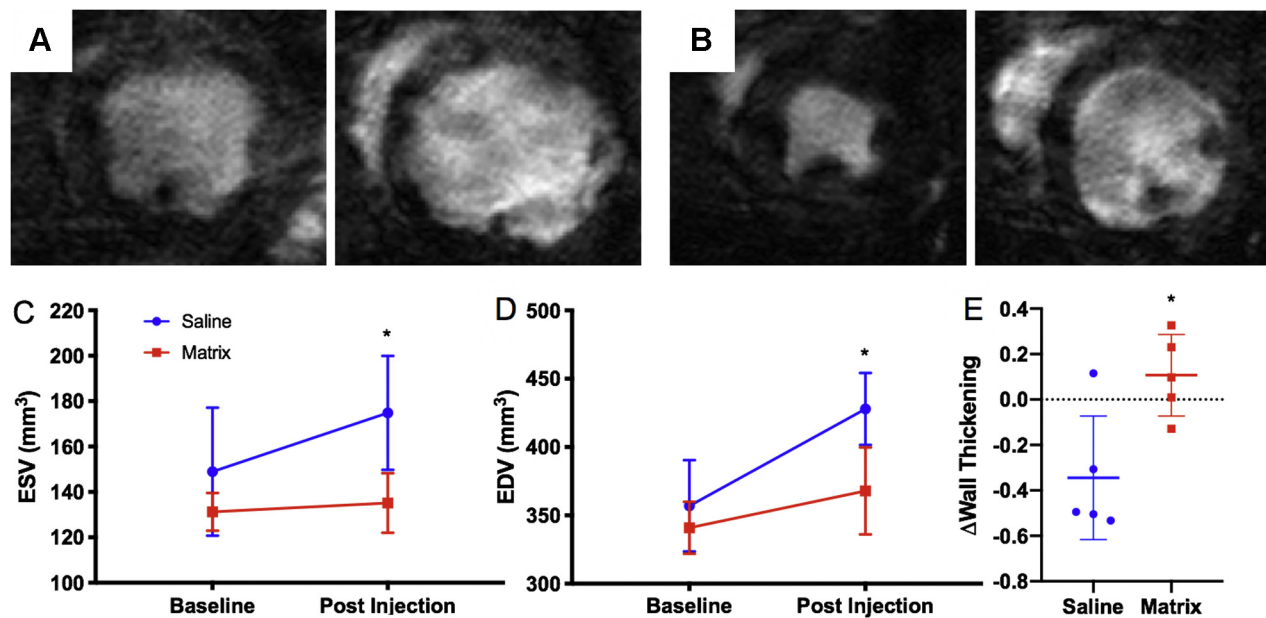 A
B
C
220
200
180
160
140
120
100
ESV (mm³)
Saline
Matrix
*
Baseline
Post Injection
D
500
450
400
350
300
EDV (mm³)
*
Baseline
Post Injection
E
0.4
0.2
0.0
-0.2
-0.4
-0.6
-0.8
ΔWall Thickening
*
Saline
Matrix